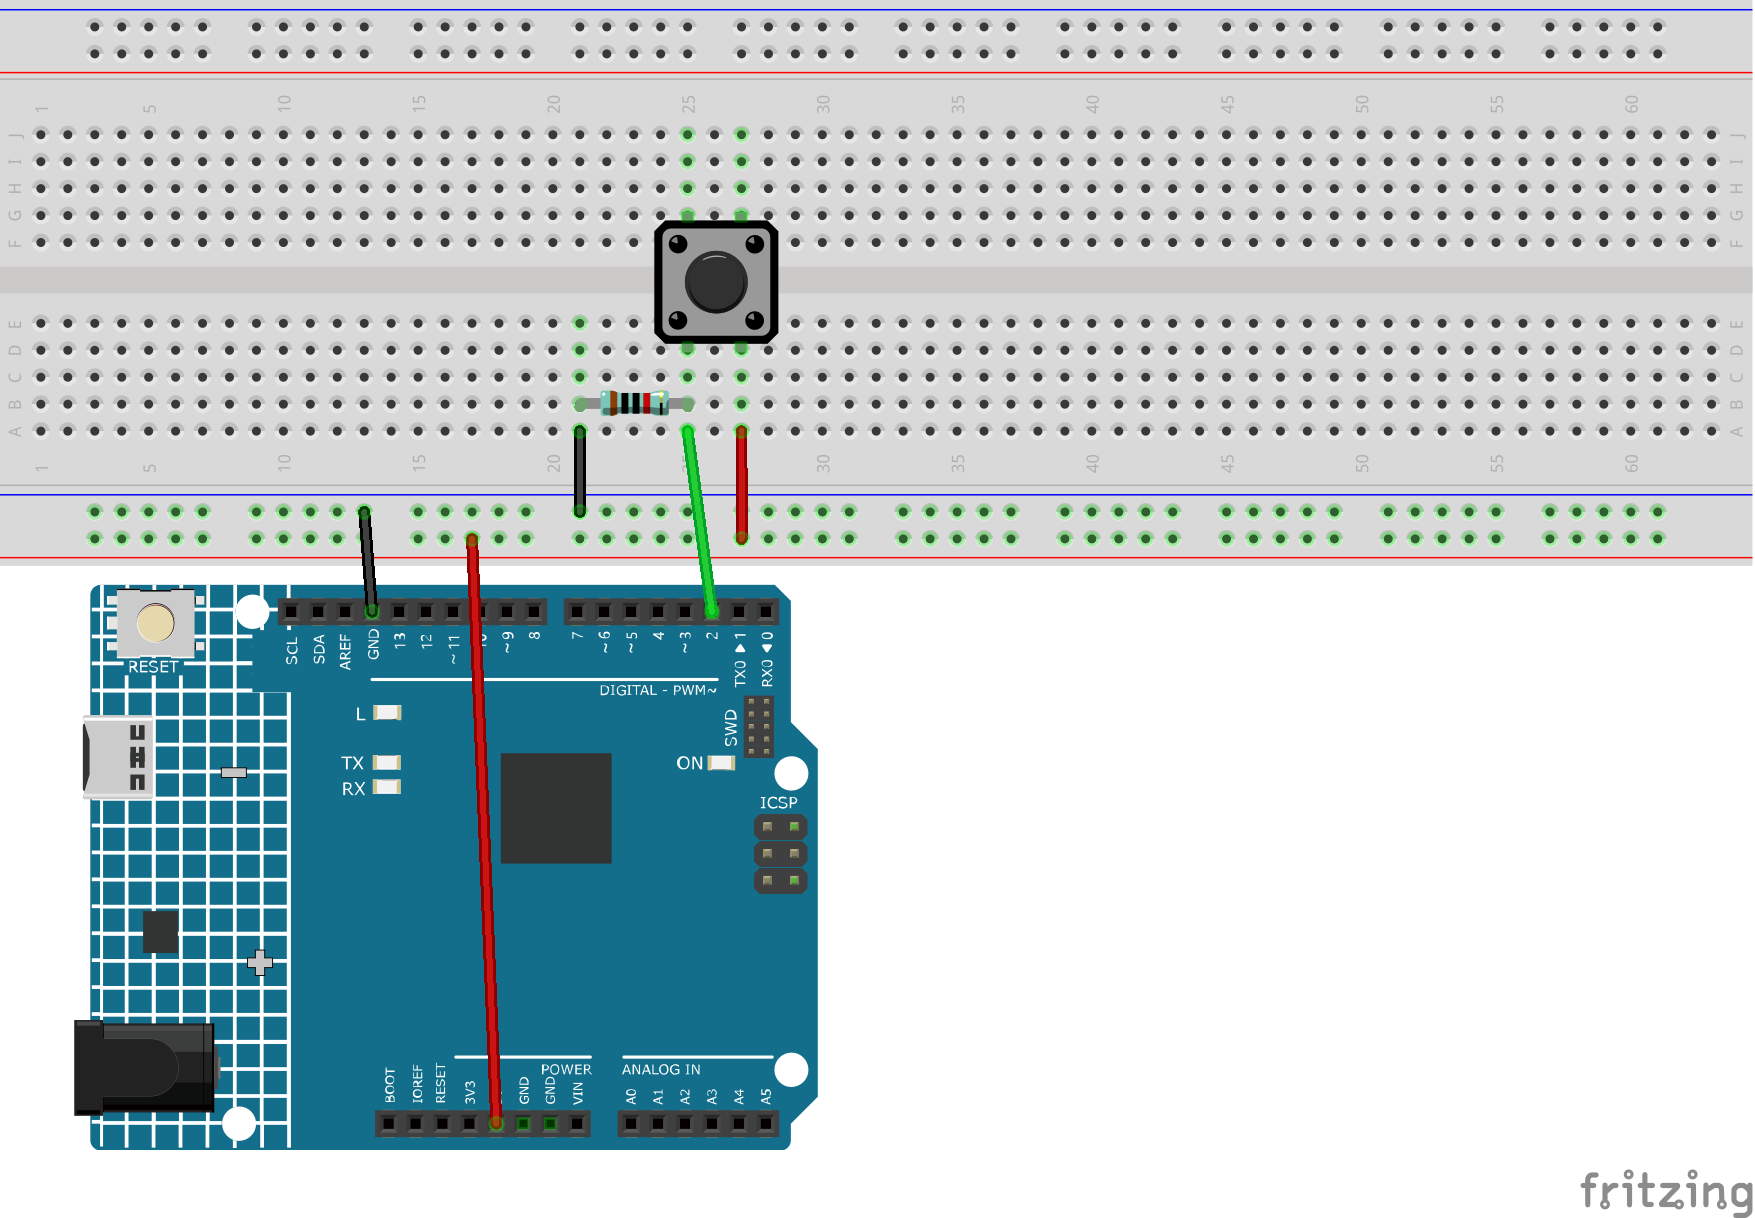 1 5 10 15 20 25 30 35 40 45 50 55 60
J J
I I
H H
G G
F F
E E
D D
C C
B B
A A
1 5 10 15 20 30 35 40 45 50 55 60
RESET
SCL SDA AREF GND 13 12 ~11 ~9 8 7 ~6 ~5 4 ~3 2 TX0 ▶ 1 RX0 ◀ 0
DIGITAL - PWM~
L
SWD
TX
ON
RX
ICSP
POWER
ANALOG IN
BOOT IOREF RESET 3V3 GND GND VIN A0 A1 A2 A3 A4 A5
fritzing